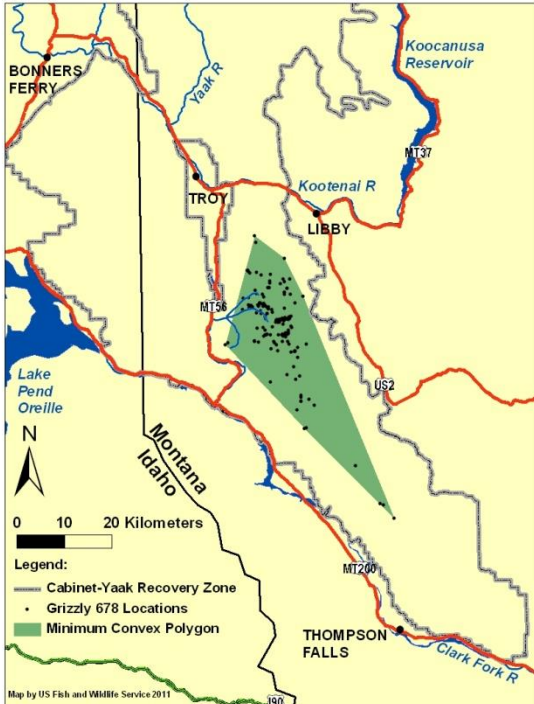 Koocanusa
Reservoir
BONNERS
FERRY
Yaak R
MT37
TROY
Kootenai R
LIBBY
MT56
US2
Lake
Pend
Oreille
N
Montana
Idaho
0 10 20 Kilometers
Legend:
Cabinet-Yaak Recovery Zone
Grizzly 678 Locations
Minimum Convex Polygon
MT200
THOMPSON
FALLS
Clark Fork R
Map by US Fish and Wildlife Service 2011
I90